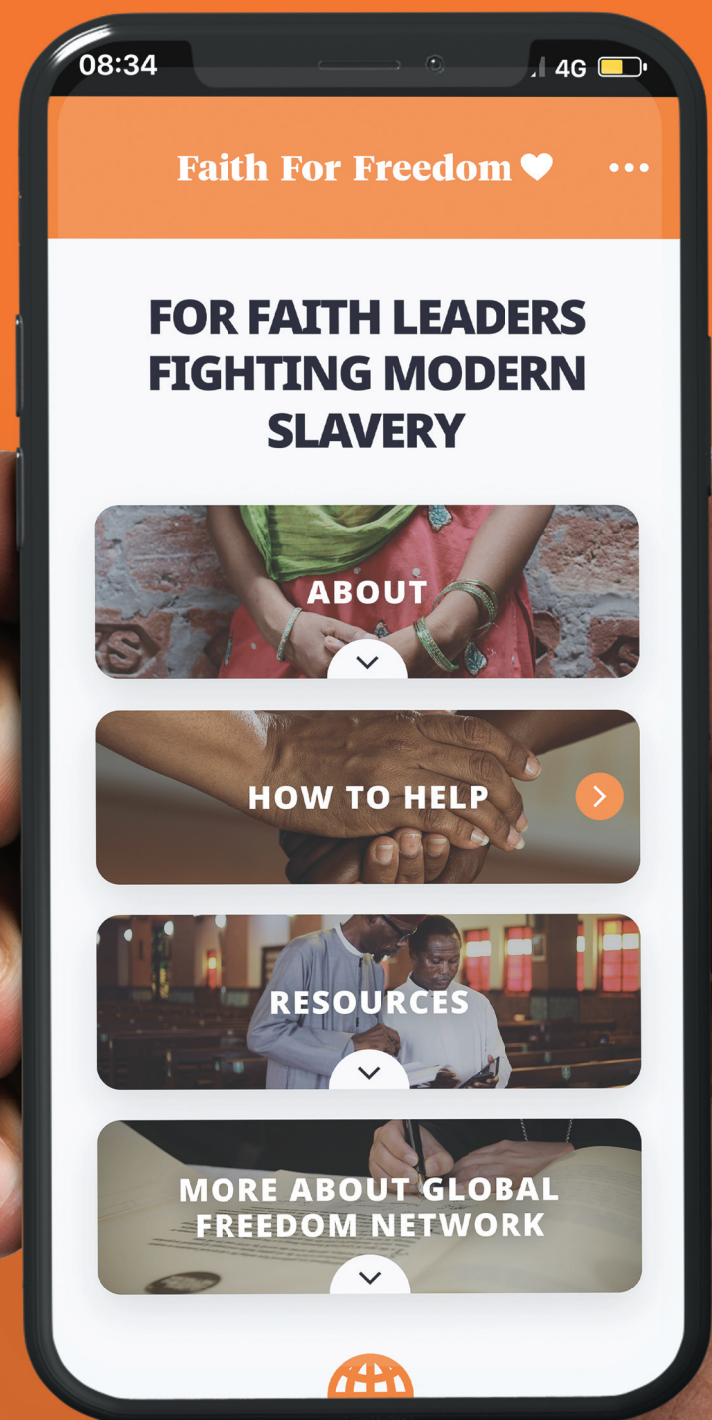 08:34
4G
Faith For Freedom
FOR FAITH LEADERS
FIGHTING MODERN
SLAVERY
ABOUT
HOW TO HELP
RESOURCES
MORE ABOUT GLOBAL
FREEDOM NETWORK